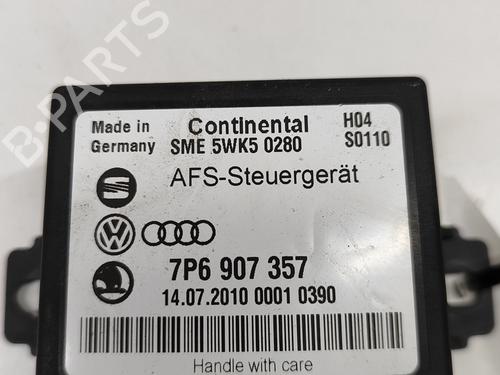 B-PARTS
Made in Germany
Continental
SME 5WK5 0280
H04
S0110
AFS-Steuergerät
7P6 907 357
14.07.2010 0001 0390
Handle with care